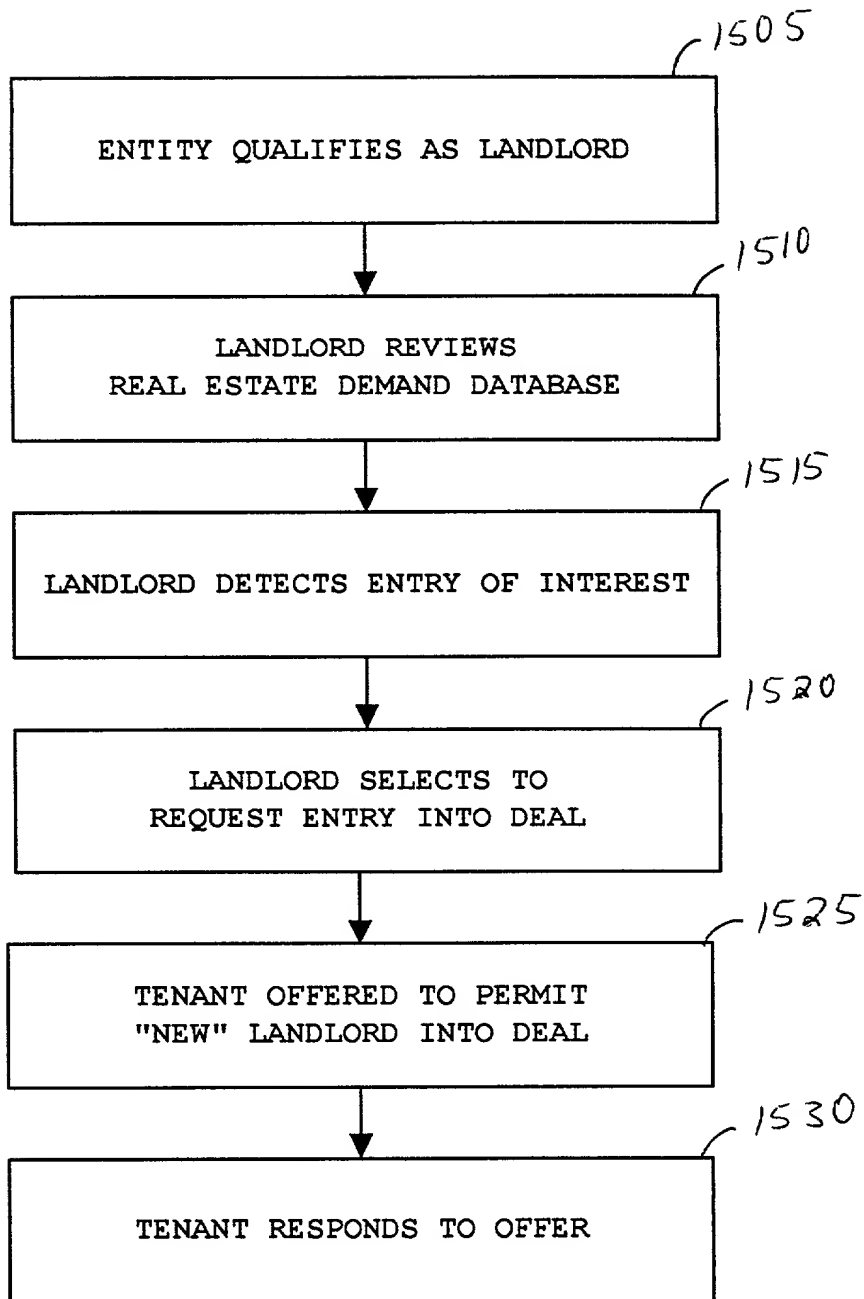 1505
ENTITY QUALIFIES AS LANDLORD
1510
LANDLORD REVIEWS
REAL ESTATE DEMAND DATABASE
1515
LANDLORD DETECTS ENTRY OF INTEREST
1520
LANDLORD SELECTS TO
REQUEST ENTRY INTO DEAL
1525
TENANT OFFERED TO PERMIT
"NEW" LANDLORD INTO DEAL
1530
TENANT RESPONDS TO OFFER